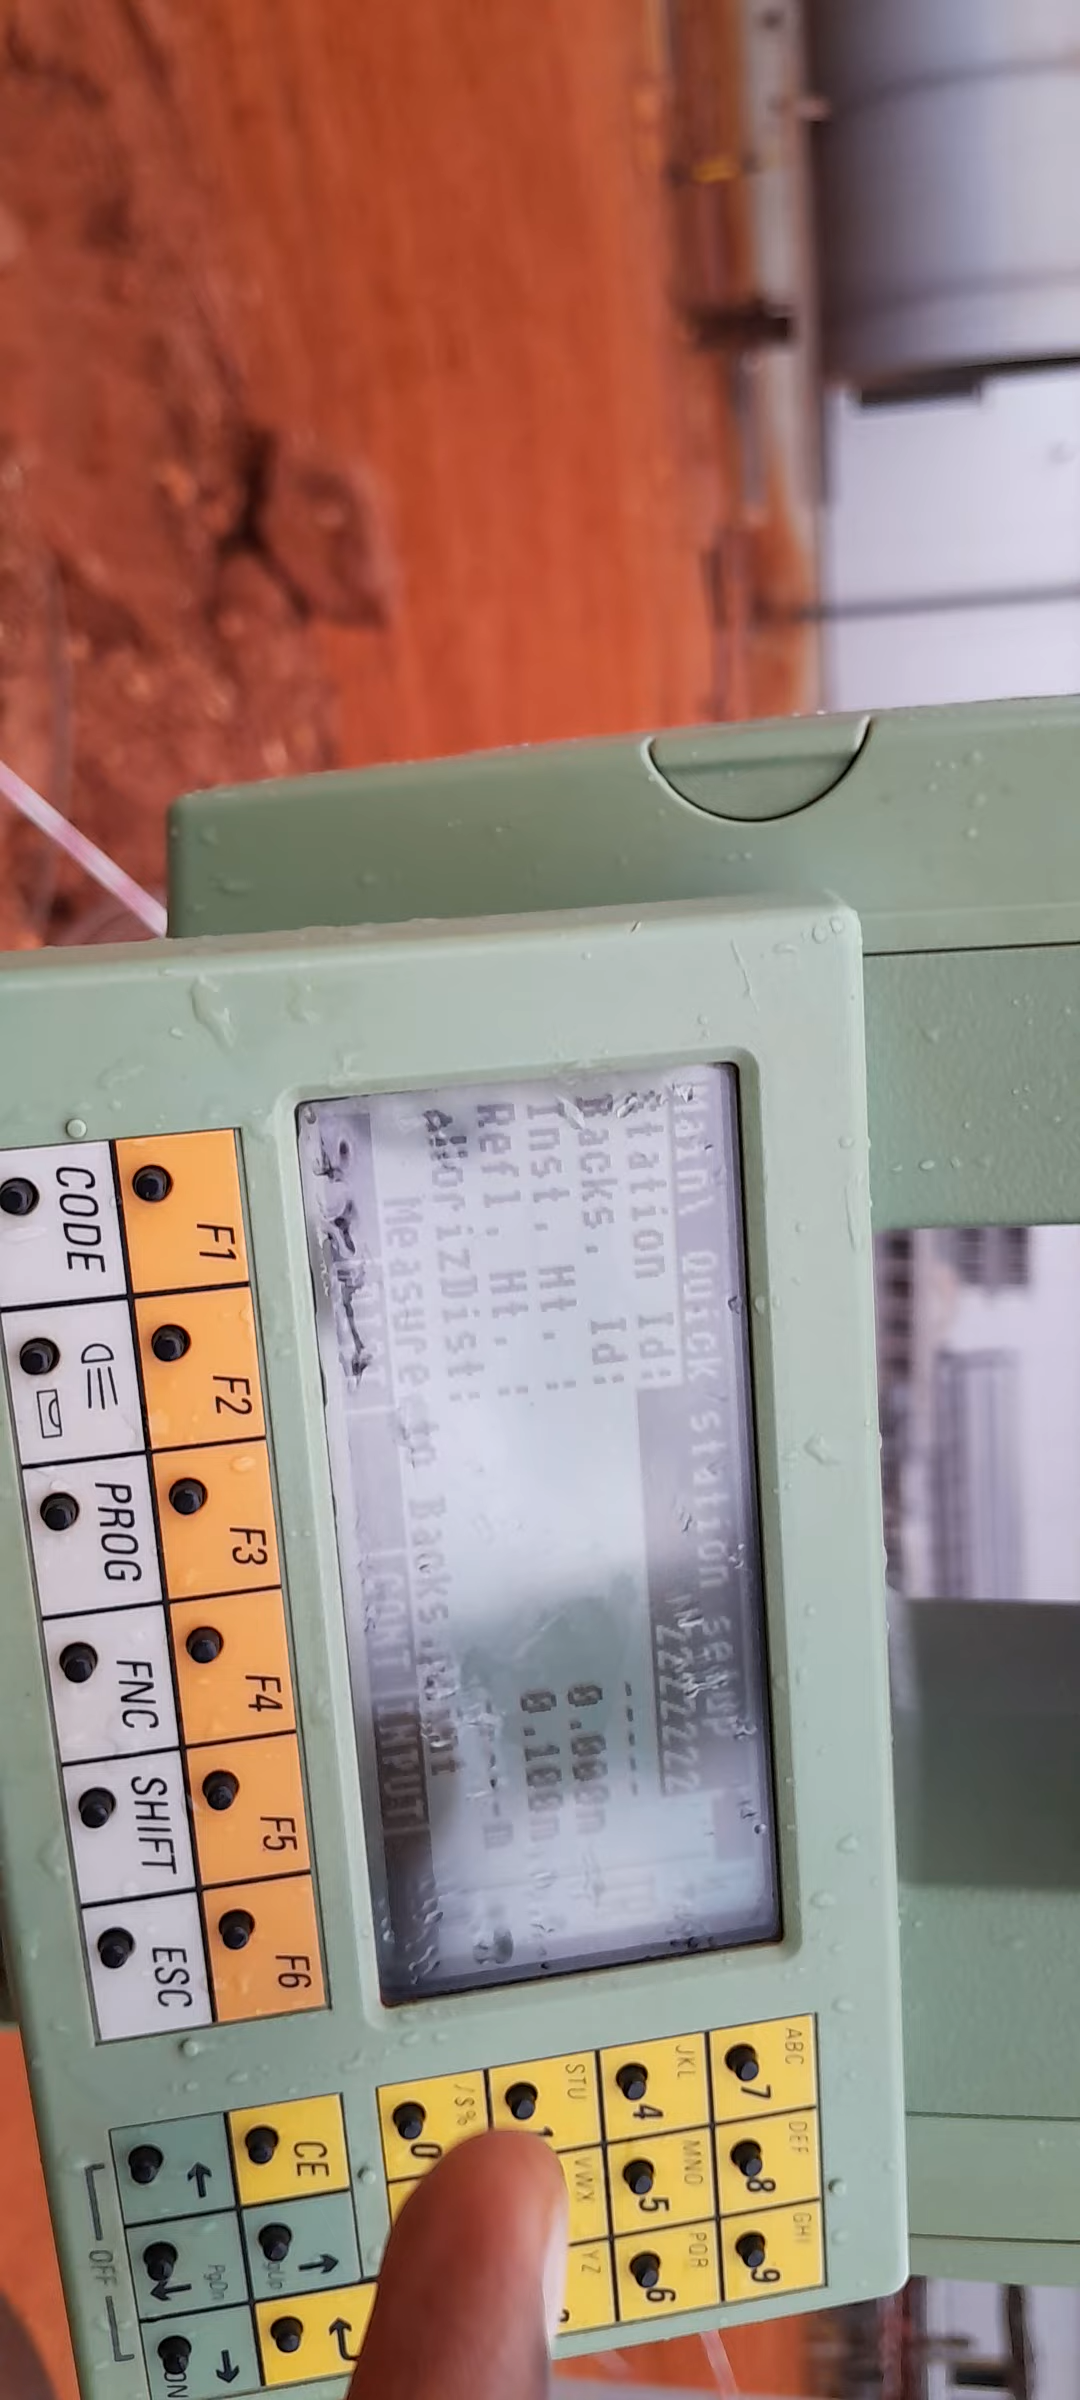 Main\ Quick/station setup
Station Id: ZZZZZZZ
Backs. Id: -----
Inst. Ht. : 0.000m
Refl. Ht. : 0.100m
⊿HorizDist: -----m
Measure to Backs.
CONT INPUT
F1 F2 F3 F4 F5 F6
CODE PROG FNC SHIFT ESC
ABC DEF GHI
7 8 9
JKL MNO PQR
4 5 6
STU VWX YZ
1
/$%
0
CE
PgUp
PgDn ON
OFF